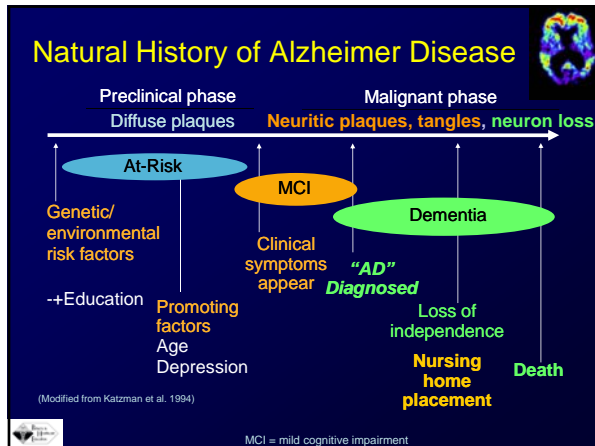 Natural History of Alzheimer Disease
Preclinical phase
Malignant phase
Diffuse plaques
Neuritic plaques, tangles, neuron loss
At-Risk
MCI
Dementia
Genetic/
environmental
risk factors
-+Education
Promoting
factors
Age
Depression
Clinical
symptoms
appear
“AD”
Diagnosed
Loss of
independence
Nursing
home
placement
Death
(Modified from Katzman et al. 1994)
MCI = mild cognitive impairment